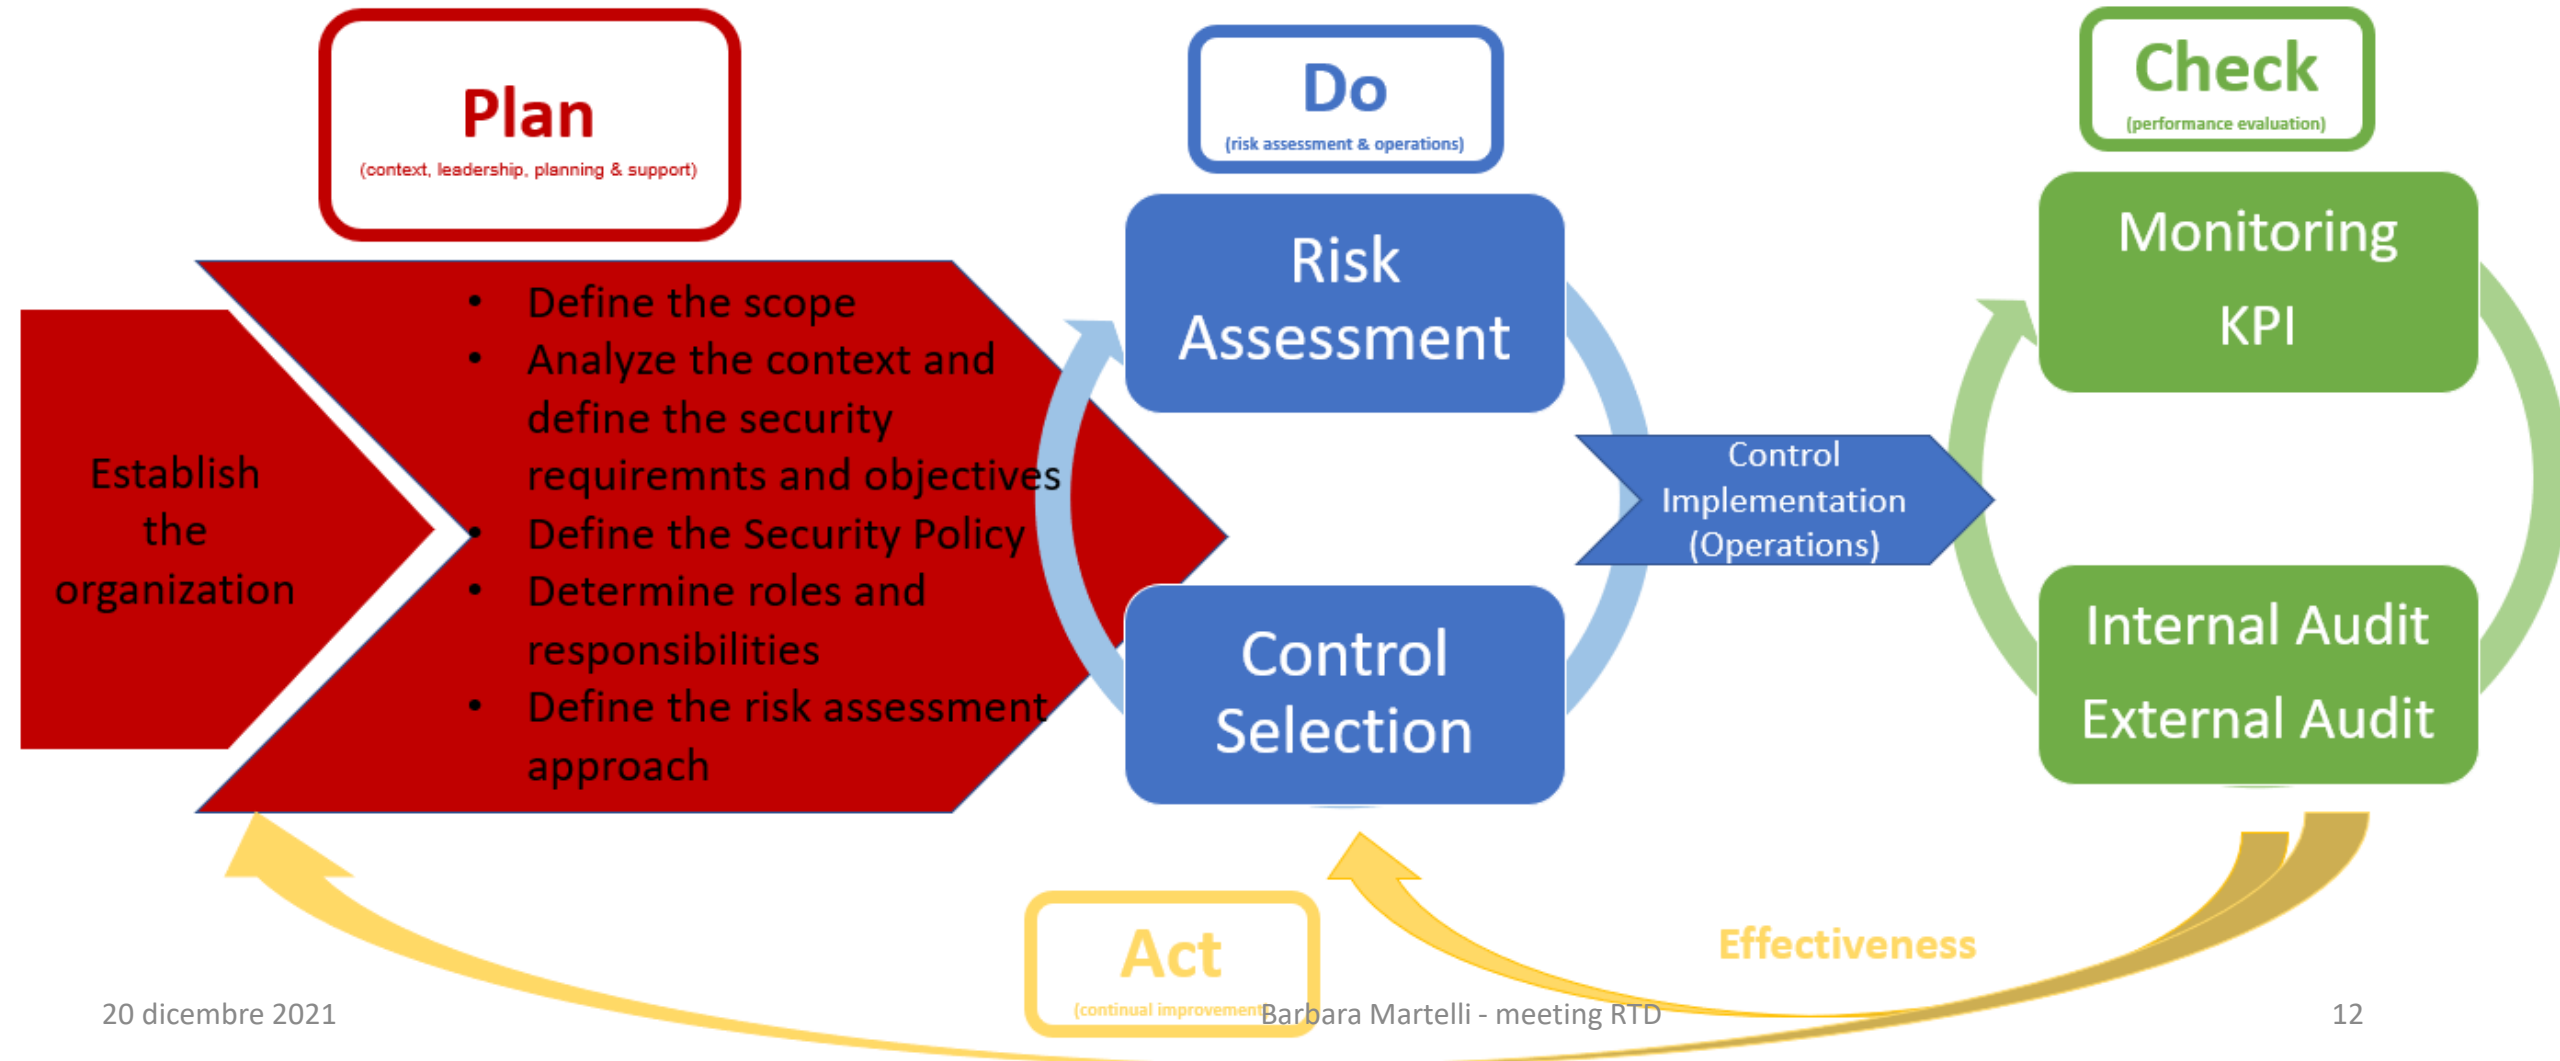 Plan
(context, leadership, planning & support)
Establish
the
organization
• Define the scope
• Analyze the context and
define the security
requiremnts and objectives
• Define the Security Policy
• Determine roles and
responsibilities
• Define the risk assessment
approach
Do
(risk assessment & operations)
Risk
Assessment
Control
Selection
Control
Implementation
(Operations)
Check
(performance evaluation)
Monitoring
KPI
Internal Audit
External Audit
Act
(continual improvement
Effectiveness
20 dicembre 2021
Barbara Martelli - meeting RTD
12